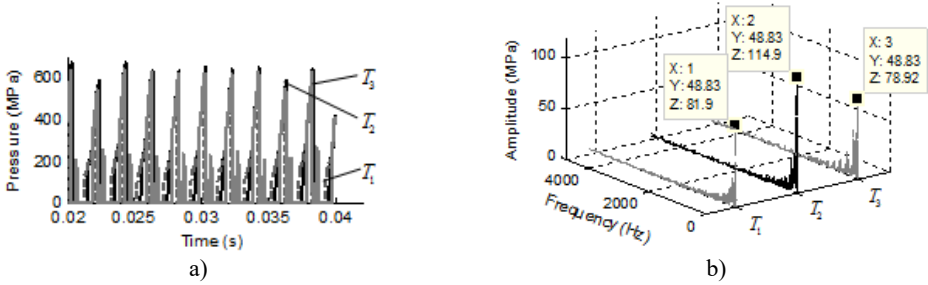 Pressure (MPa)
600
400
200
0
0.02 0.025 0.03 0.035 0.04
Time (s)
T3
T2
T1
a)
Amplitude (MPa)
100
50
0
4000
2000
0
Frequency (Hz)
T1
T2
T3
X: 1
Y: 48.83
Z: 81.9
X: 2
Y: 48.83
Z: 114.9
X: 3
Y: 48.83
Z: 78.92
b)